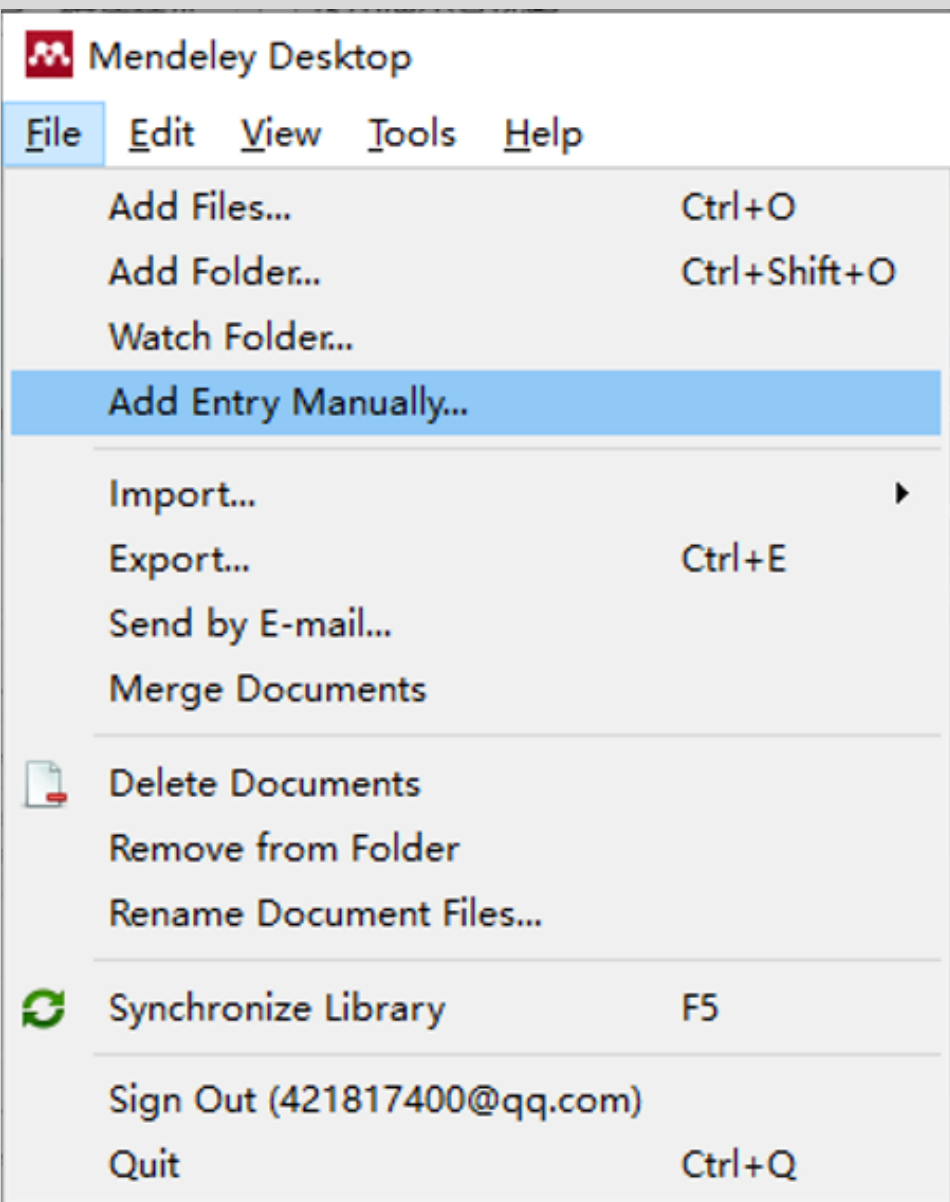 Mendeley Desktop
File Edit View Tools Help
Add Files... Ctrl+O
Add Folder... Ctrl+Shift+O
Watch Folder...
Add Entry Manually...
Import...
Export... Ctrl+E
Send by E-mail...
Merge Documents
Delete Documents
Remove from Folder
Rename Document Files...
Synchronize Library F5
Sign Out (421817400@qq.com)
Quit Ctrl+Q